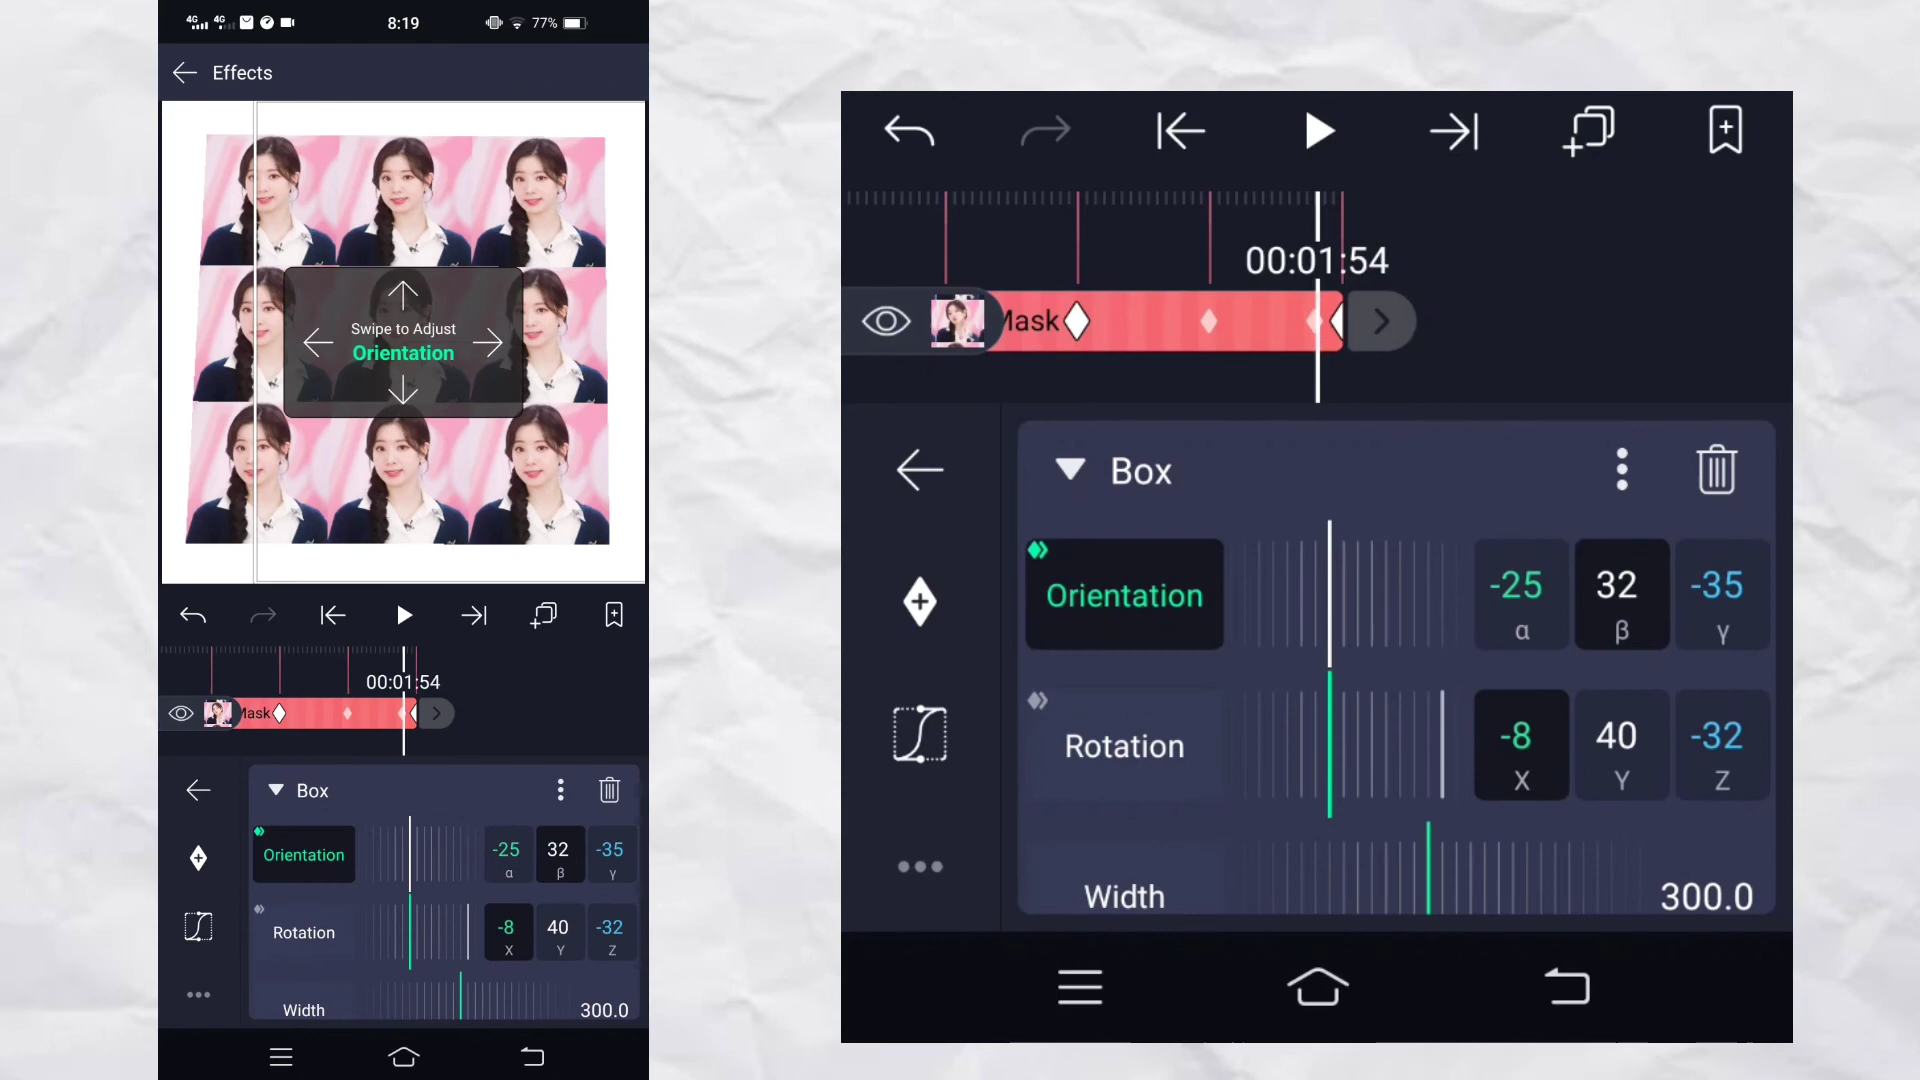 4G 4G 8:19 77%
Effects
Swipe to Adjust
Orientation
00:01:54
Mask
Box
Orientation -25 32 -35
α β γ
Rotation -8 40 -32
X Y Z
Width 300.0
00:01:54
Mask
Box
Orientation -25 32 -35
α β γ
Rotation -8 40 -32
X Y Z
Width 300.0